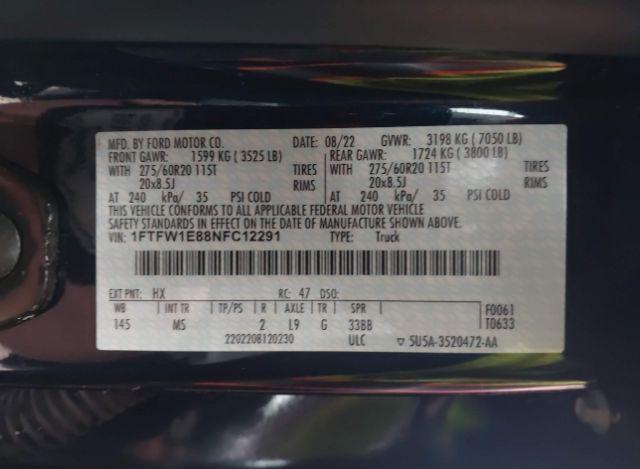 MFD. BY FORD MOTOR CO. DATE: 08/22 GVWR: 3198 KG ( 7050 LB)
FRONT GAWR: 1599 KG ( 3525 LB) REAR GAWR: 1724 KG ( 3800 LB)
WITH 275/60R20 115T TIRES WITH 275/60R20 115T TIRES
20x8.5J RIMS 20x8.5J RIMS
AT 240 kPa/ 35 PSI COLD AT 240 kPa/ 35 PSI COLD
THIS VEHICLE CONFORMS TO ALL APPLICABLE FEDERAL MOTOR VEHICLE
SAFETY STANDARDS IN EFFECT ON THE DATE OF MANUFACTURE SHOWN ABOVE.
VIN: 1FTFW1E88NFC12291 TYPE: Truck
EXT PNT: HX RC: 47 DSO:
WB INT TR TP/PS R AXLE TR SPR F0061
145 MS 2 L9 G 33BB T0633
2202208120230 ULC ▽ 5U5A-3520472-AA